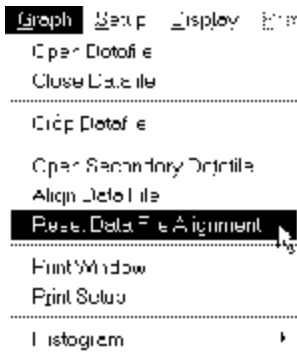 Graph Setup Display
Open Datafile
Close Datafile
Crop Datafile
Open Secondary Datafile
Align Data File
Reset Data File Alignment
Print Window
Print Setup
Histogram